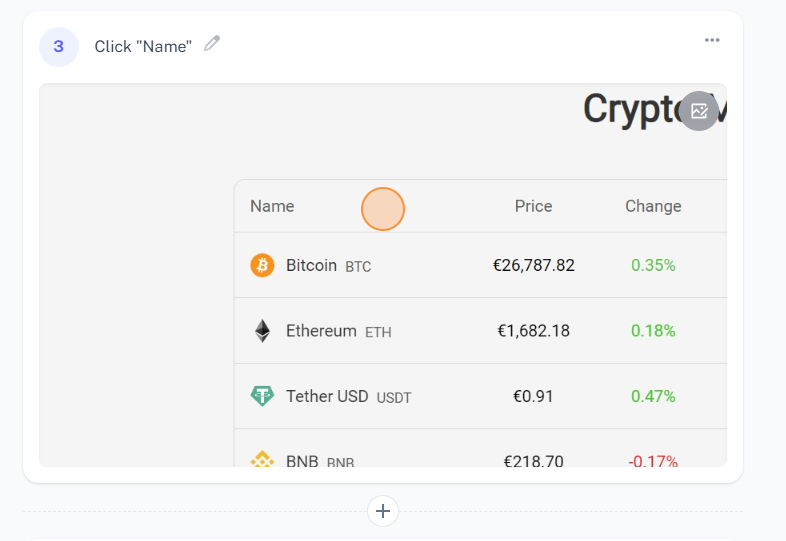 3 Click "Name"
Crypto
Name Price Change
Bitcoin BTC €26,787.82 0.35%
Ethereum ETH €1,682.18 0.18%
Tether USD USDT €0.91 0.47%
BNB BNB €218.70 -0.17%